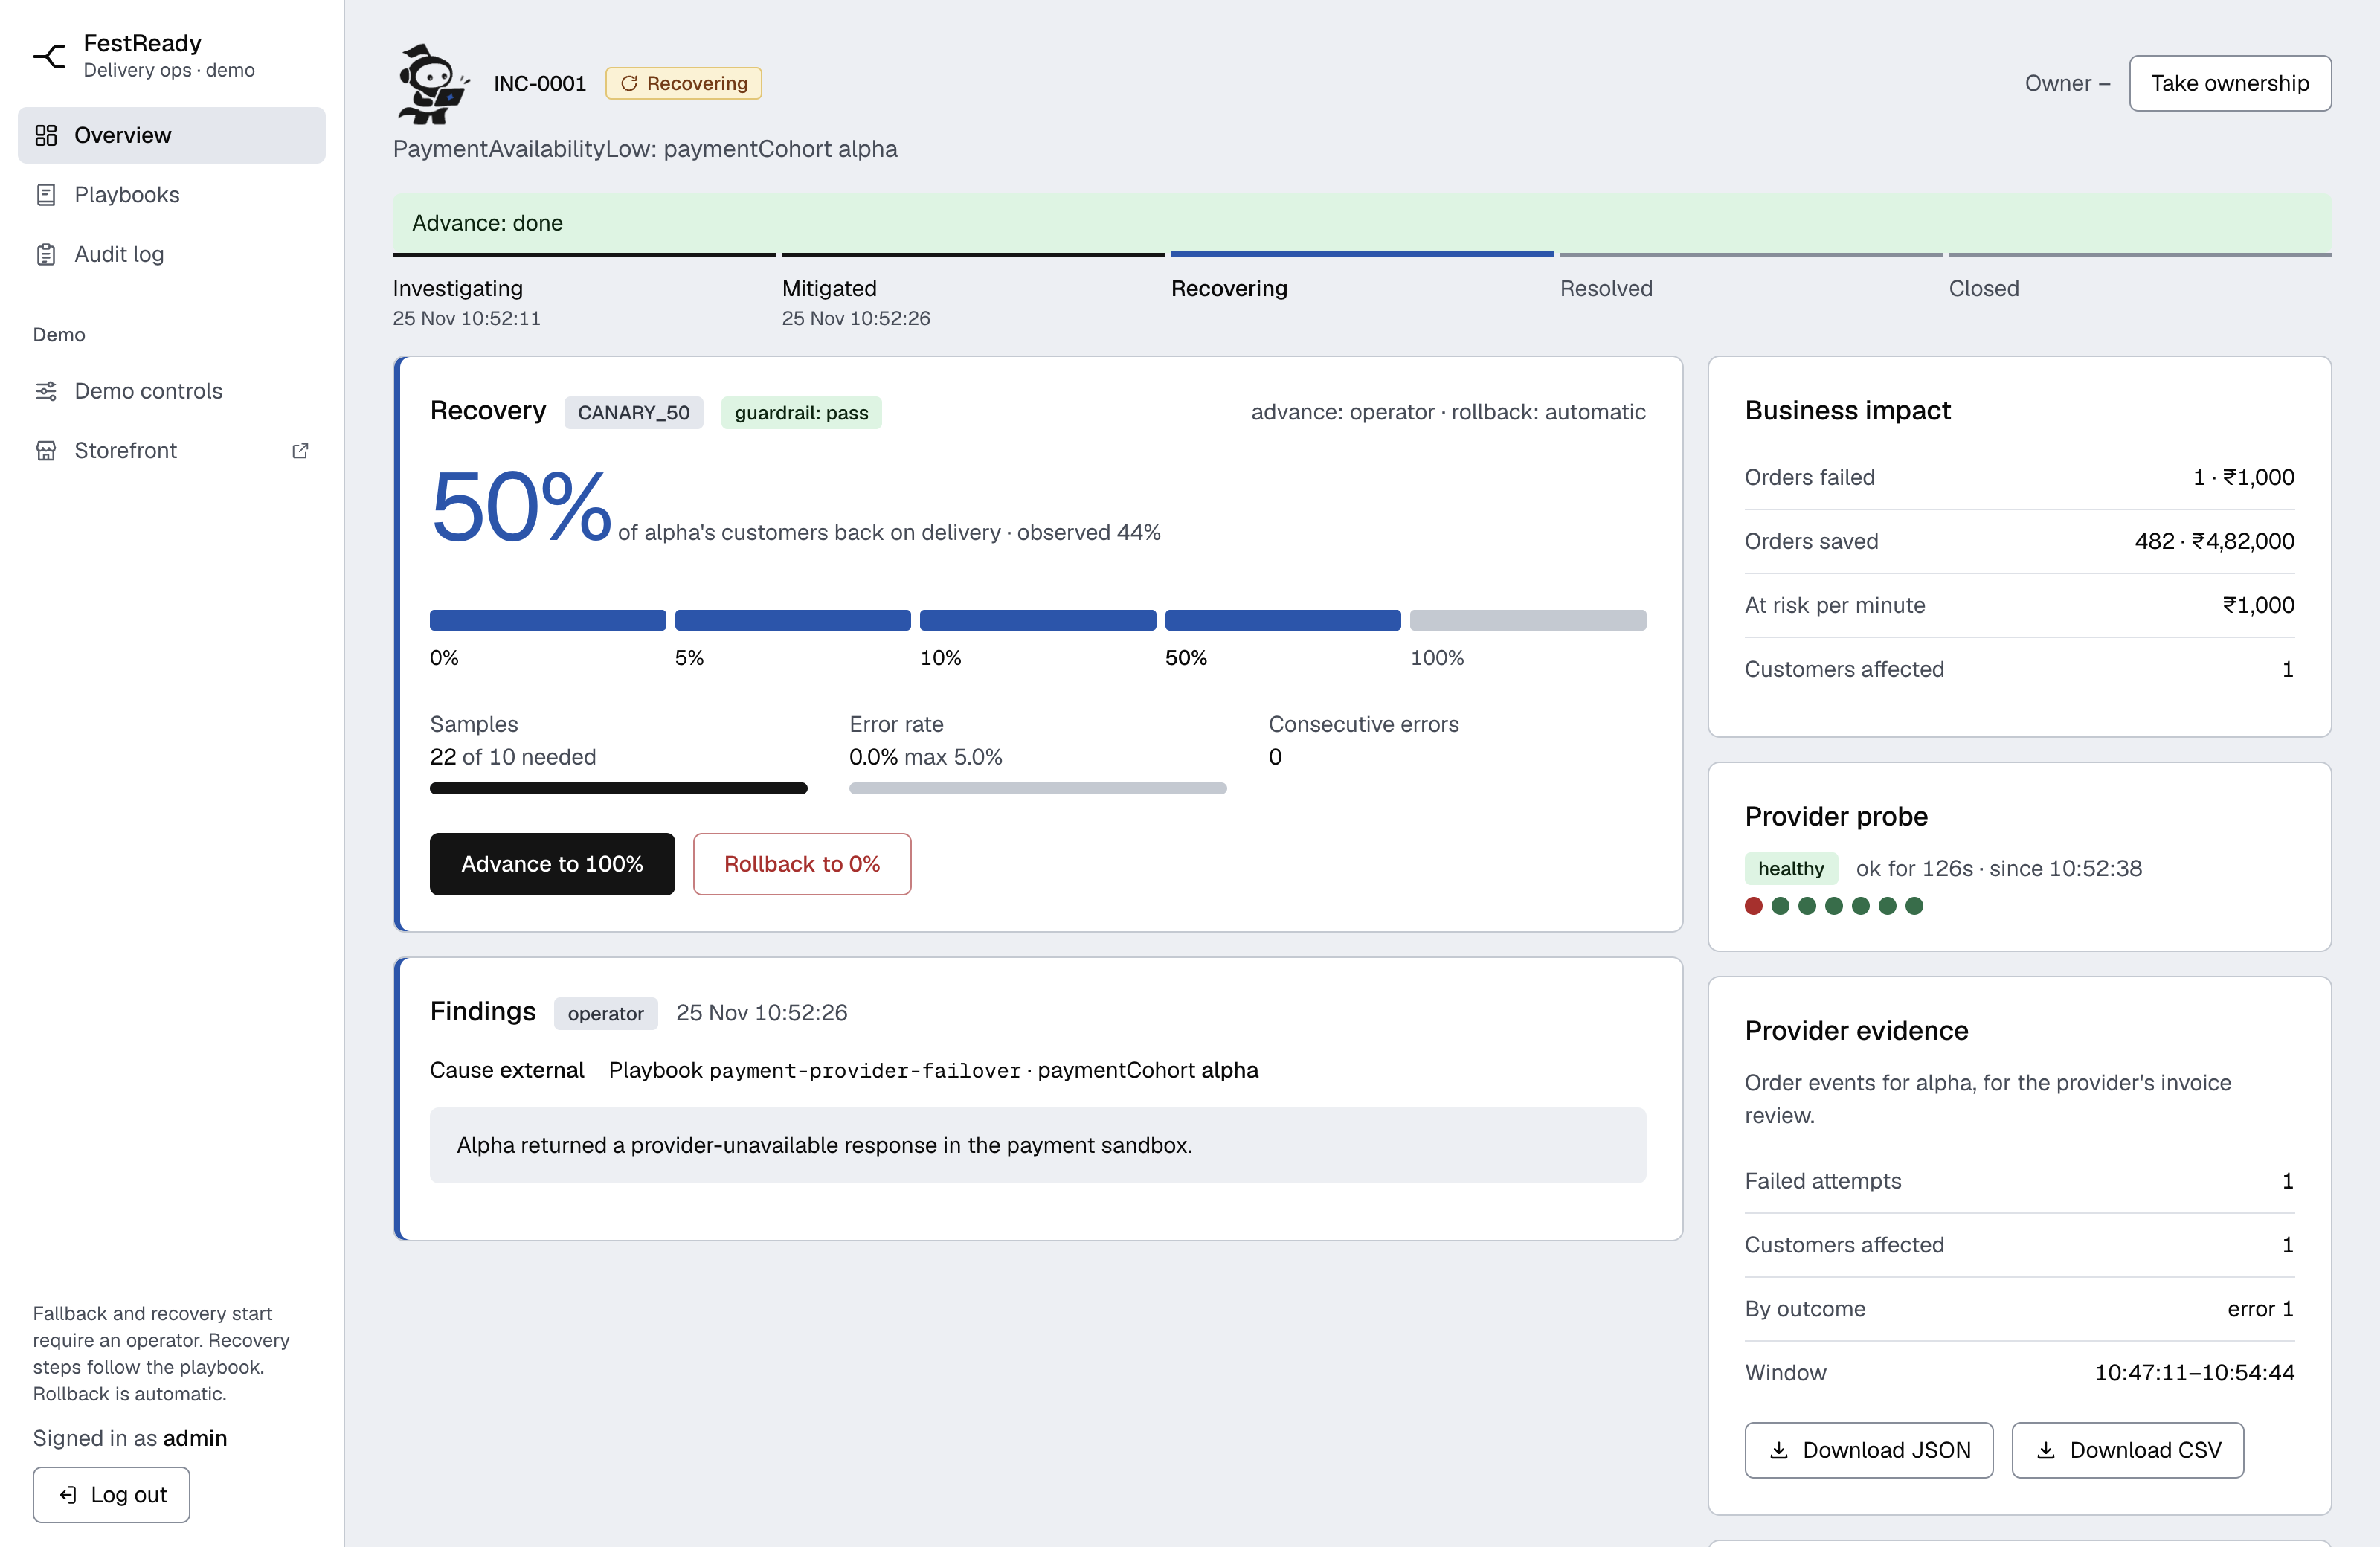 FestReady
Delivery ops · demo
Overview
Playbooks
Audit log
Demo
Demo controls
Storefront
Fallback and recovery start
require an operator. Recovery
steps follow the playbook.
Rollback is automatic.
Signed in as admin
Log out
INC-0001
Recovering
Owner –
Take ownership
PaymentAvailabilityLow: paymentCohort alpha
Advance: done
Investigating
25 Nov 10:52:11
Mitigated
25 Nov 10:52:26
Recovering
Resolved
Closed
Recovery
CANARY_50
guardrail: pass
advance: operator · rollback: automatic
50% of alpha's customers back on delivery · observed 44%
0%
5%
10%
50%
100%
Samples
22 of 10 needed
Error rate
0.0% max 5.0%
Consecutive errors
0
Advance to 100%
Rollback to 0%
Findings
operator
25 Nov 10:52:26
Cause external Playbook payment-provider-failover · paymentCohort alpha
Alpha returned a provider-unavailable response in the payment sandbox.
Business impact
Orders failed 1 · ₹1,000
Orders saved 482 · ₹4,82,000
At risk per minute ₹1,000
Customers affected 1
Provider probe
healthy ok for 126s · since 10:52:38
Provider evidence
Order events for alpha, for the provider's invoice
review.
Failed attempts 1
Customers affected 1
By outcome error 1
Window 10:47:11–10:54:44
Download JSON
Download CSV